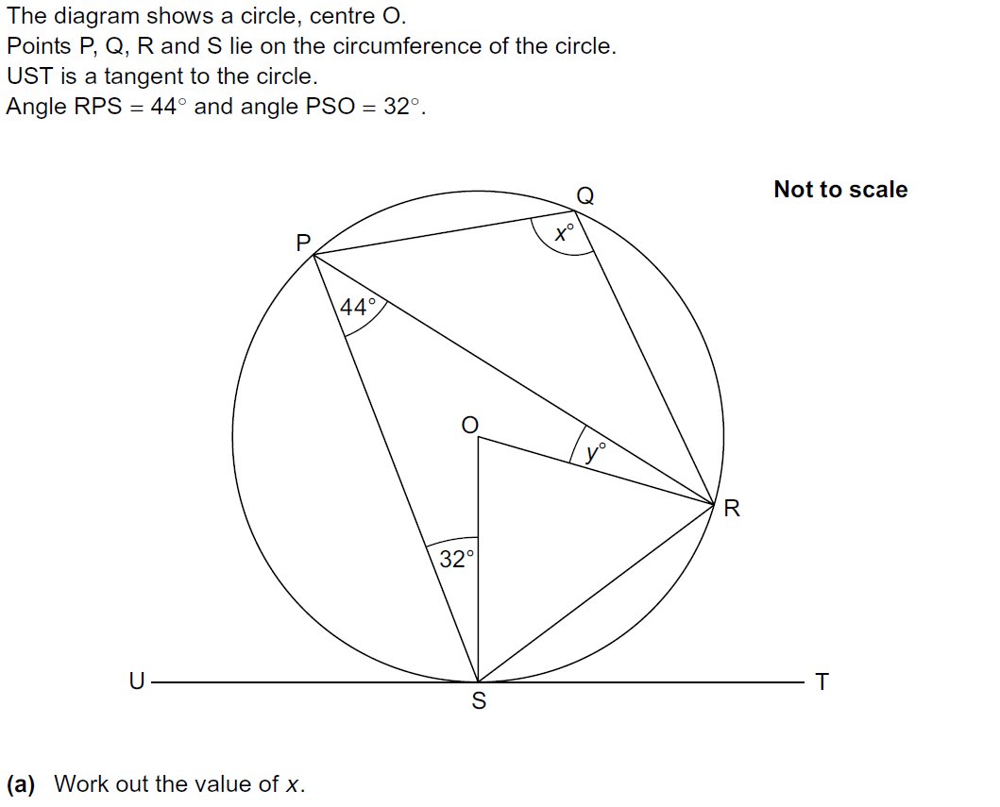 The diagram shows a circle, centre O.
Points P, Q, R and S lie on the circumference of the circle.
UST is a tangent to the circle.
Angle RPS = 44° and angle PSO = 32°.
Not to scale
Q
x°
P
44°
O
y°
R
32°
U
T
S
(a) Work out the value of x.